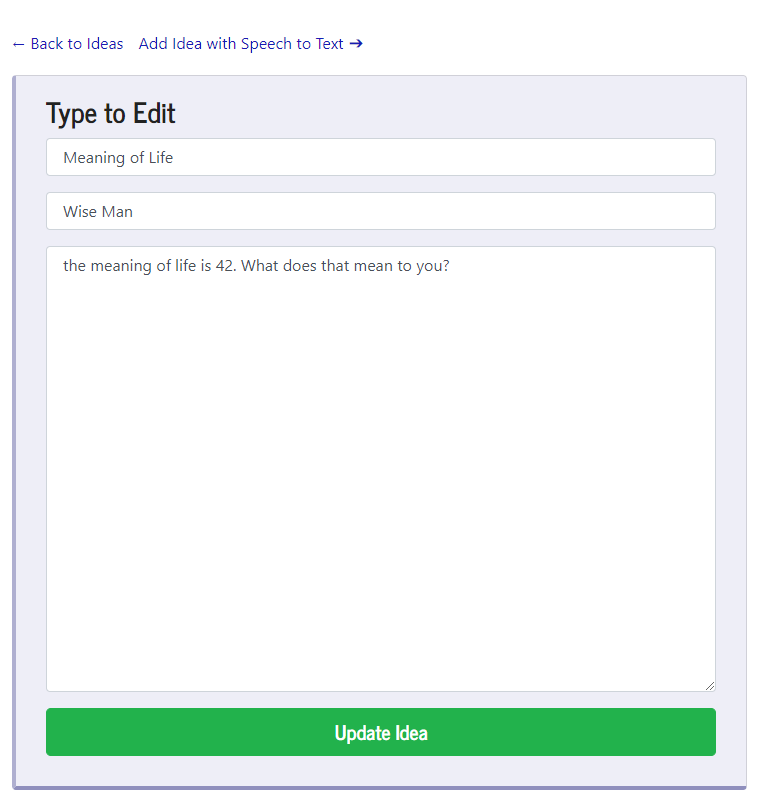 ← Back to Ideas Add Idea with Speech to Text ➔
Type to Edit
Meaning of Life
Wise Man
the meaning of life is 42. What does that mean to you?
Update Idea